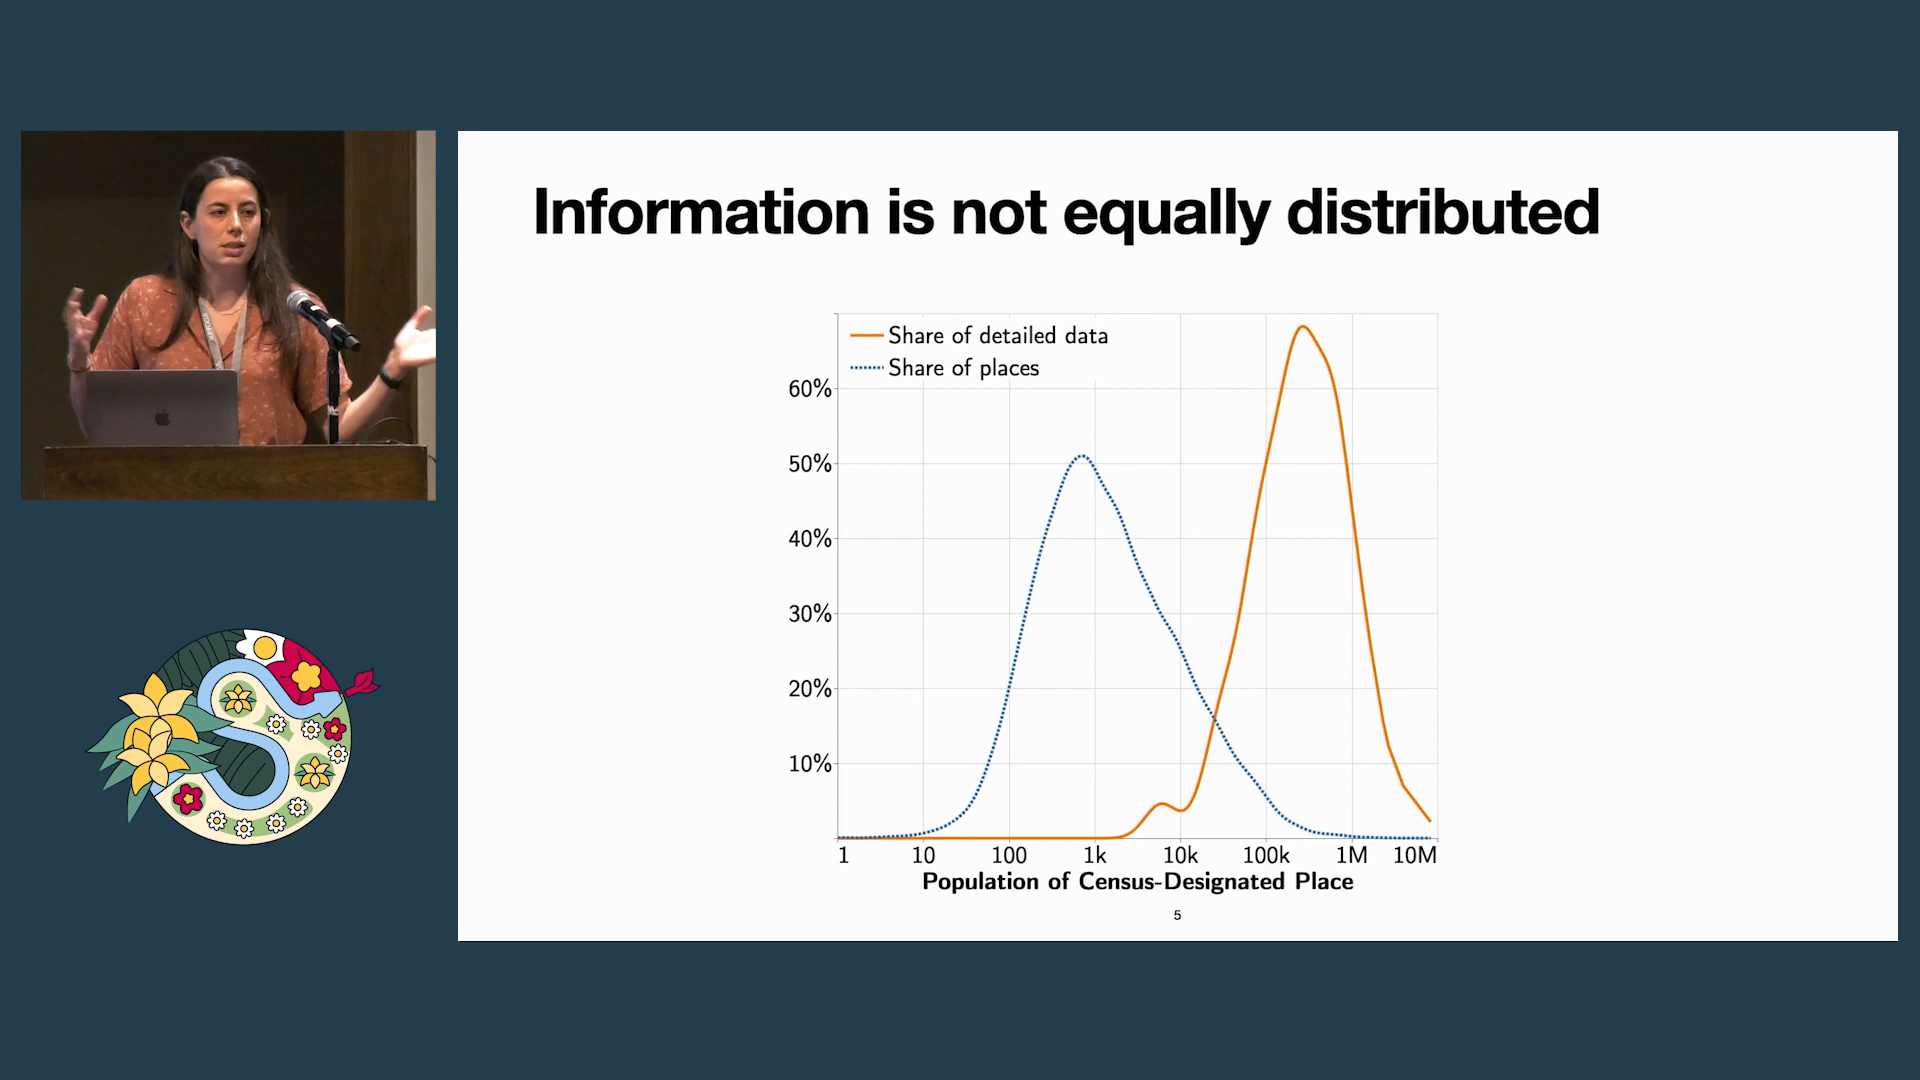 Information is not equally distributed
Share of detailed data
Share of places
60%
50%
40%
30%
20%
10%
1 10 100 1k 10k 100k 1M 10M
Population of Census-Designated Place
5